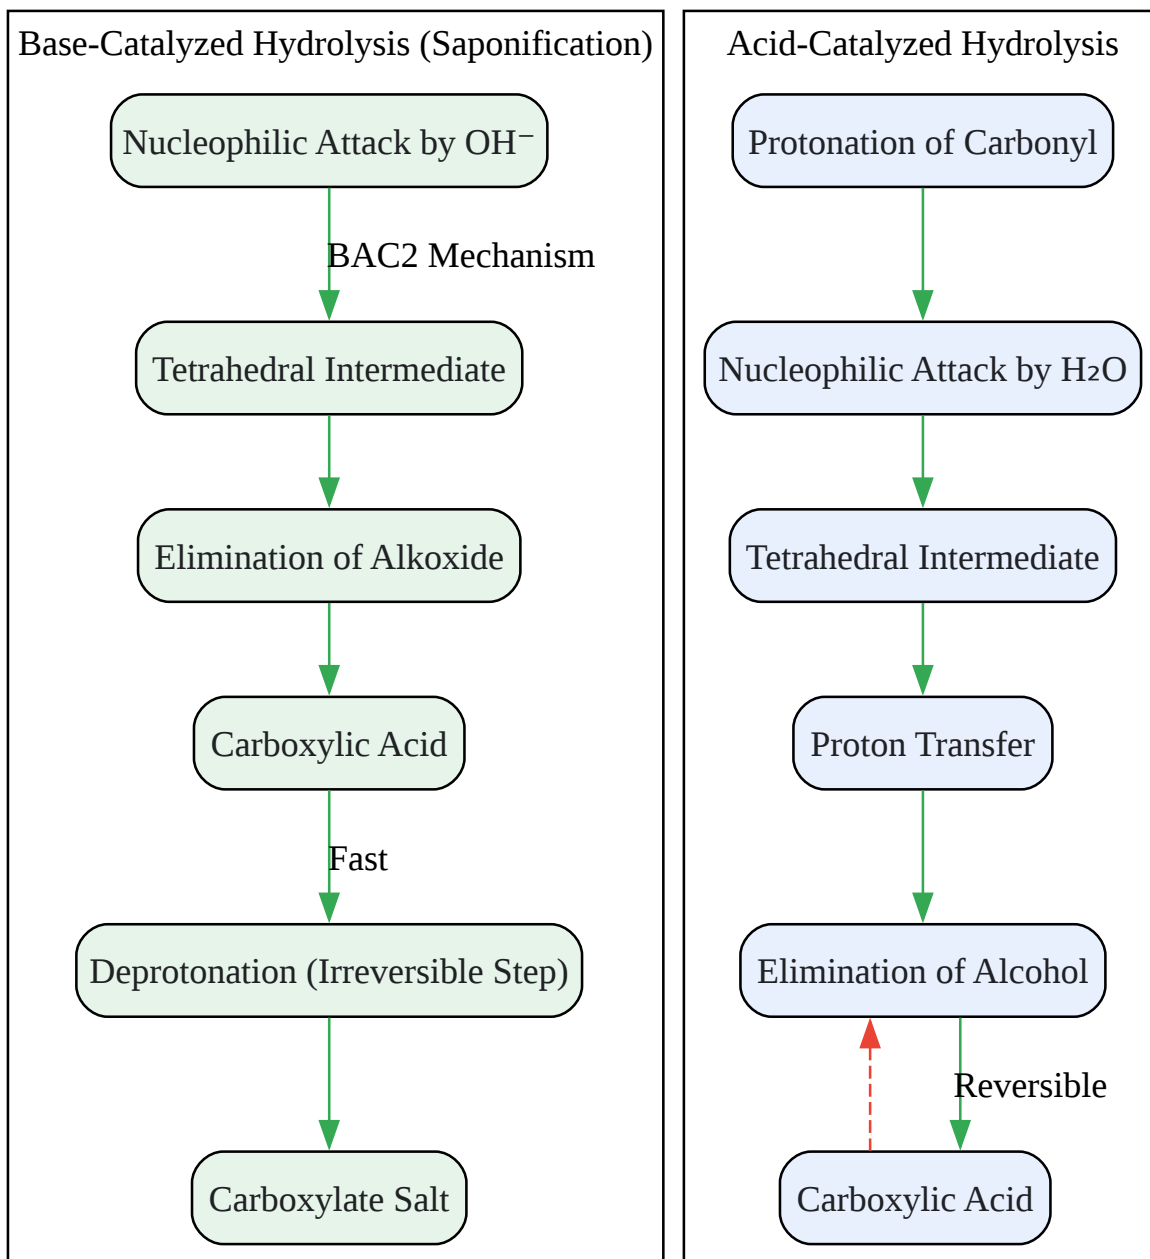 Base-Catalyzed Hydrolysis (Saponification)
Nucleophilic Attack by OH⁻
BAC2 Mechanism
Tetrahedral Intermediate
Elimination of Alkoxide
Carboxylic Acid
Fast
Deprotonation (Irreversible Step)
Carboxylate Salt
Acid-Catalyzed Hydrolysis
Protonation of Carbonyl
Nucleophilic Attack by H₂O
Tetrahedral Intermediate
Proton Transfer
Elimination of Alcohol
Reversible
Carboxylic Acid